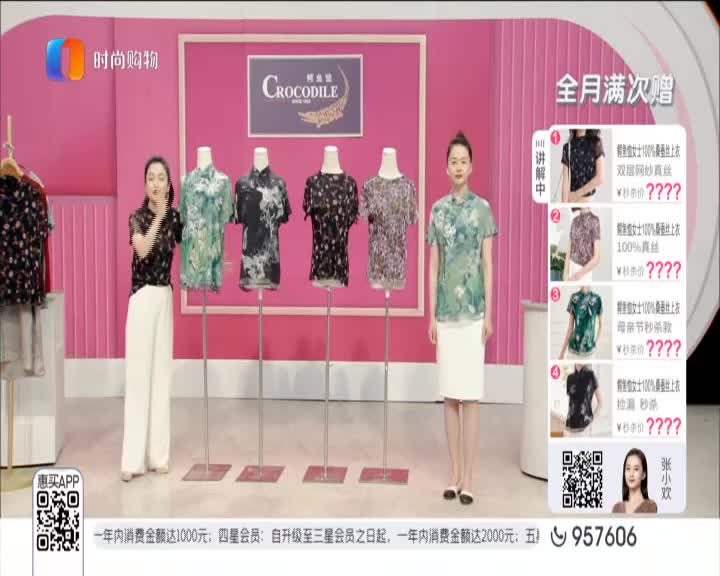 时尚购物
鳄鱼恤
CROCODILE
SINCE 1952
全月满次赠
讲解中
1
鳄鱼恤女士100%桑蚕丝上衣
双层网纱真丝
¥秒杀价????
2
鳄鱼恤女士100%桑蚕丝上衣
100%真丝
¥秒杀价????
3
鳄鱼恤女士100%桑蚕丝上衣
母亲节秒杀款
¥秒杀价????
4
鳄鱼恤女士100%桑蚕丝上衣
捡漏 秒杀
¥秒杀价????
张小欢
惠买APP
一年内消费金额达1000元；四星会员：自升级至三星会员之日起，一年内消费金额达2000元；五
957606